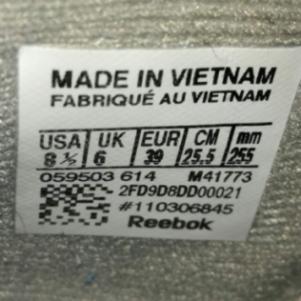 MADE IN VIETNAM
FABRIQUÉ AU VIETNAM
USA UK EUR CM mm
8 ½ 6 39 25.5 255
059503 614 M41773
2FD9D8DD00021
#110306845
Reebok